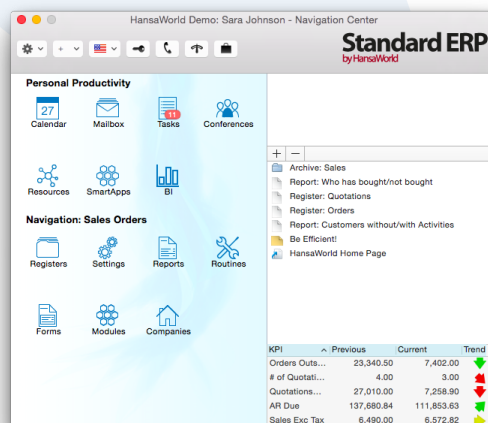 HansaWorld Demo: Sara Johnson - Navigation Center
Standard ERP
by HansaWorld
Personal Productivity
27
11
Calendar Mailbox Tasks Conferences
Resources SmartApps BI
Navigation: Sales Orders
Registers Settings Reports Routines
Forms Modules Companies
+ −
Archive: Sales
Report: Who has bought/not bought
Register: Quotations
Register: Orders
Report: Customers without/with Activities
Be Efficient!
HansaWorld Home Page
KPI Previous Current Trend
Orders Outs... 23,340.50 7,402.00
# of Quotati... 4.00 3.00
Quotations... 27,010.00 7,258.90
AR Due 137,680.84 111,853.63
Sales Exc Tax 6,490.00 6,572.82